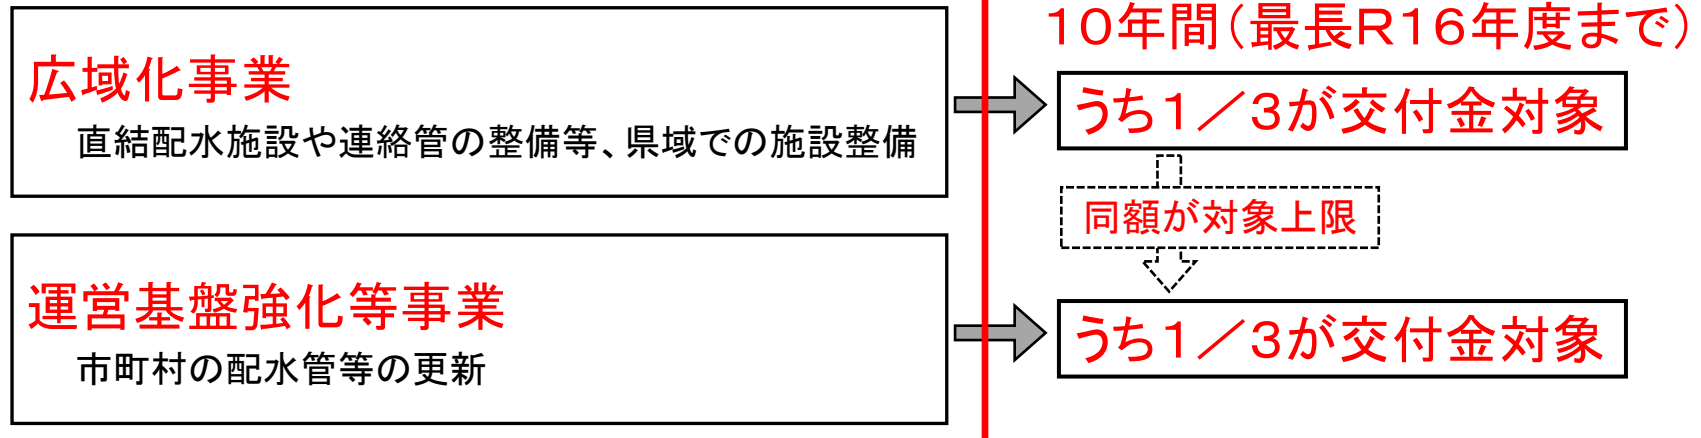 10年間(最長R16年度まで)
広域化事業
直結配水施設や連絡管の整備等、県域での施設整備
うち1/3が交付金対象
同額が対象上限
運営基盤強化等事業
市町村の配水管等の更新
うち1/3が交付金対象